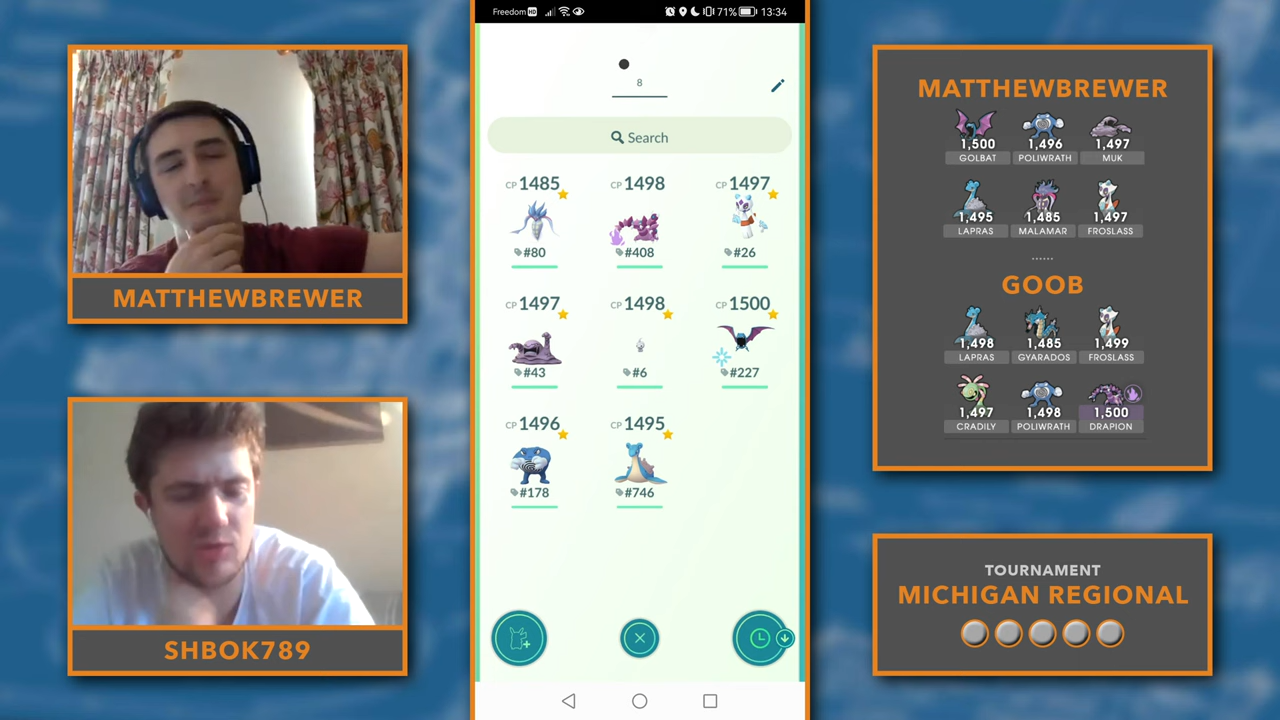 MATTHEWBREWER
SHBOK789
Freedom HD
71% 13:34
8
Search
CP 1485 CP 1498 CP 1497
#80 #408 #26
CP 1497 CP 1498 CP 1500
#43 #6 #227
CP 1496 CP 1495
#178 #746
MATTHEWBREWER
1,500 1,496 1,497
GOLBAT POLIWRATH MUK
1,495 1,485 1,497
LAPRAS MALAMAR FROSLASS
......
GOOB
1,498 1,485 1,499
LAPRAS GYARADOS FROSLASS
1,497 1,498 1,500
CRADILY POLIWRATH DRAPION
TOURNAMENT
MICHIGAN REGIONAL